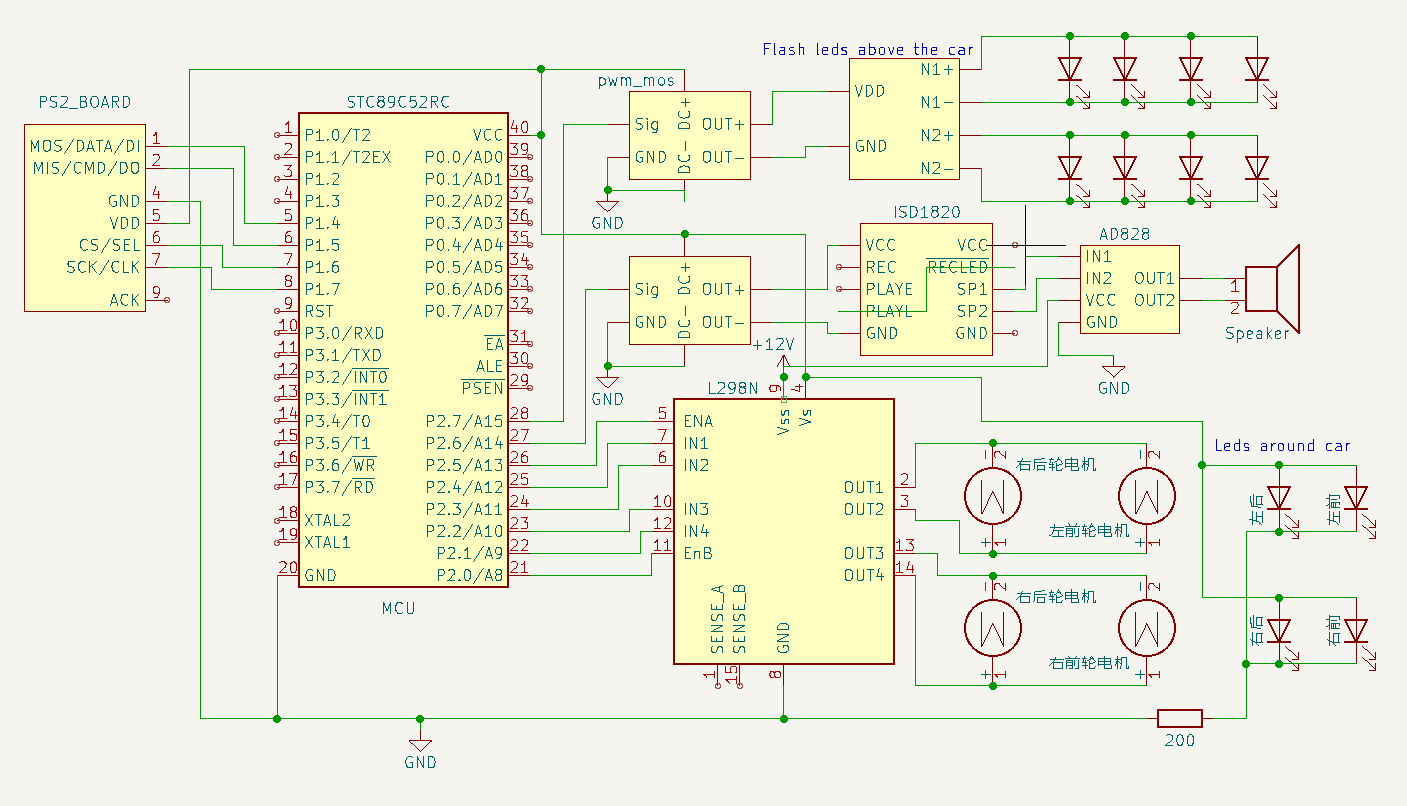 Flash leds above the car
PS2_BOARD
MOS/DATA/DI 1
MIS/CMD/DO 2
GND 4
VDD 5
CS/SEL 6
SCK/CLK 7
ACK 9
STC89C52RC
1 P1.0/T2
2 P1.1/T2EX
3 P1.2
4 P1.3
5 P1.4
6 P1.5
7 P1.6
8 P1.7
9 RST
10 P3.0/RXD
11 P3.1/TXD
12 P3.2/INT0
13 P3.3/INT1
14 P3.4/T0
15 P3.5/T1
16 P3.6/WR
17 P3.7/RD
18 XTAL2
19 XTAL1
20 GND
VCC 40
P0.0/AD0 39
P0.1/AD1 38
P0.2/AD2 37
P0.3/AD3 36
P0.4/AD4 35
P0.5/AD5 34
P0.6/AD6 33
P0.7/AD7 32
EA 31
ALE 30
PSEN 29
P2.7/A15 28
P2.6/A14 27
P2.5/A13 26
P2.4/A12 25
P2.3/A11 24
P2.2/A10 23
P2.1/A9 22
P2.0/A8 21
MCU
pwm_mos
Sig
GND
DC+
DC-
OUT+
OUT-
GND
VDD
GND
N1+
N1-
N2+
N2-
Sig
GND
DC+
DC-
OUT+
OUT-
GND
ISD1820
VCC
REC
PLAYE
PLAYL
GND
VCC
RECLED
SP1
SP2
GND
AD828
IN1
IN2
VCC
GND
OUT1
OUT2
1
2
Speaker
GND
+12V
L298N
9 Vss
4 Vs
5 ENA
7 IN1
6 IN2
10 IN3
12 IN4
11 EnB
OUT1 2
OUT2 3
OUT3 13
OUT4 14
SENSE_A 1
SENSE_B 15
GND 8
- 2
右后轮电机
+ 1
- 2
左前轮电机
+ 1
- 2
右后轮电机
+ 1
- 2
右前轮电机
+ 1
Leds around car
左后
左前
右后
右前
200
GND